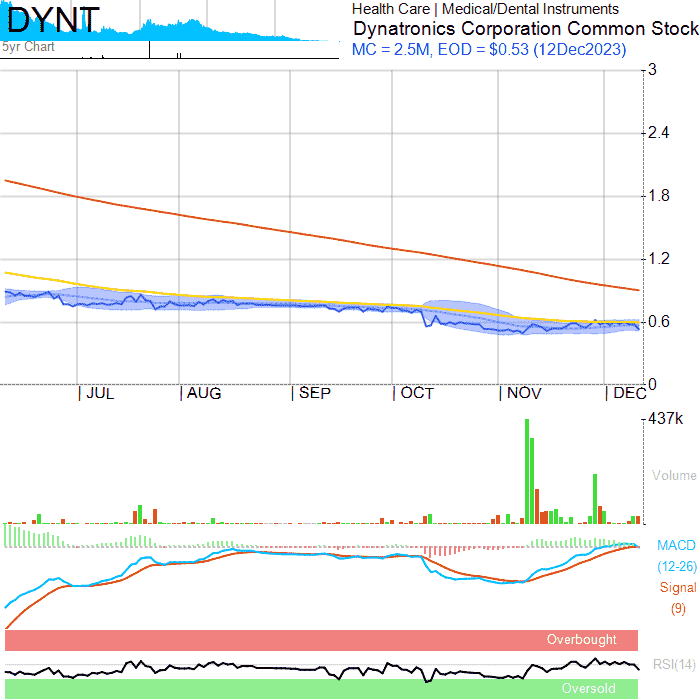 DYNT
5yr Chart
Health Care | Medical/Dental Instruments
Dynatronics Corporation Common Stock
MC = 2.5M, EOD = $0.53 (12Dec2023)
3
2.4
1.8
1.2
0.6
0
| JUL | AUG | SEP | OCT | NOV | DEC
437k
Volume
MACD
(12-26)
Signal
(9)
Overbought
RSI(14)
Oversold